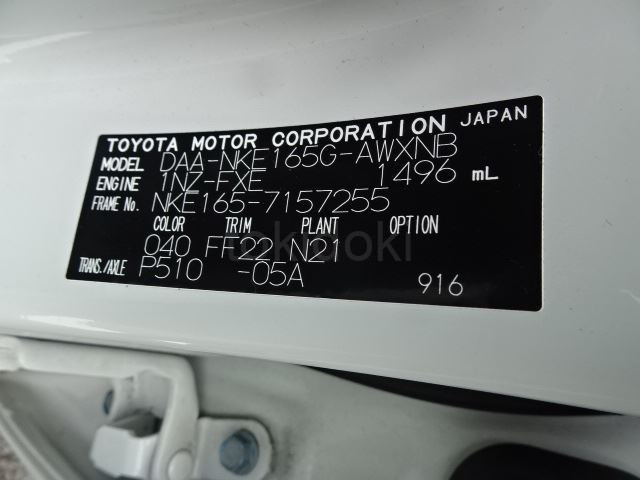 TOYOTA MOTOR CORPORATION JAPAN
MODEL DAA-NKE165G-AWXNB
ENGINE 1NZ-FXE 1496 mL
FRAME No. NKE165-7157255
COLOR TRIM PLANT OPTION
040 FF22 N21
TRANS./AXLE P510 -05A 916